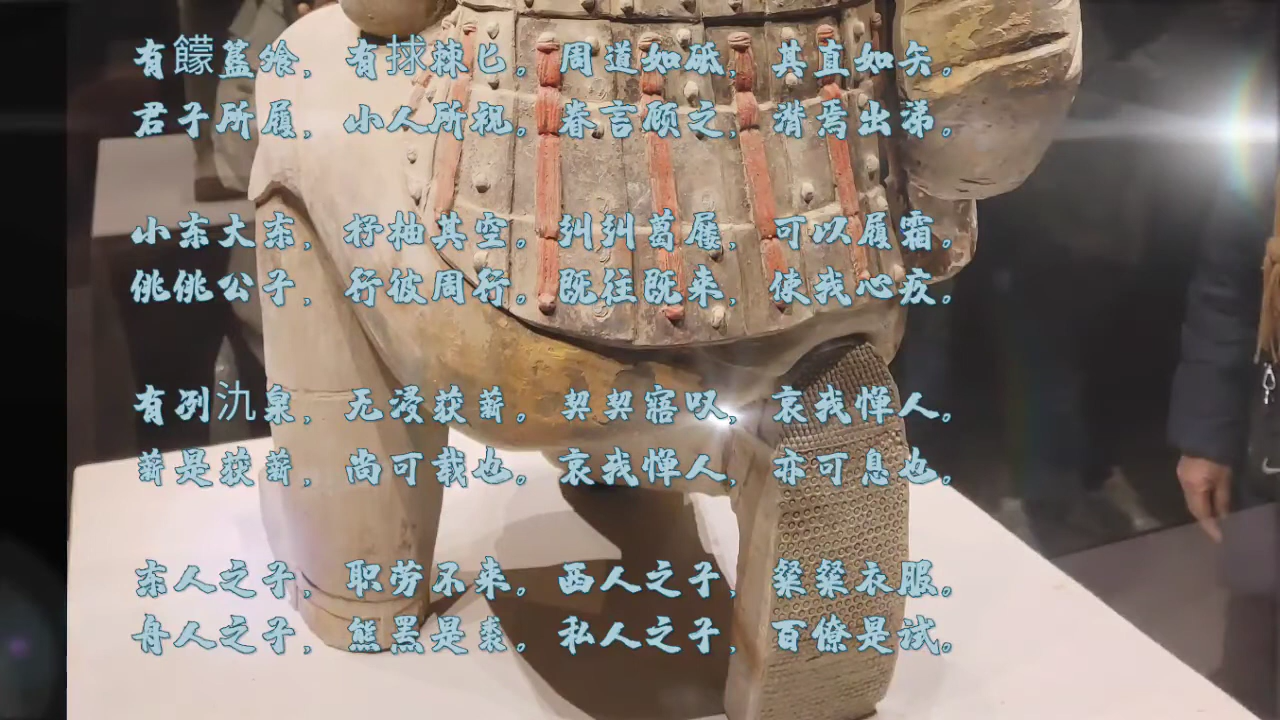 有饛簋飧，有捄棘匕。周道如砥，其直如矢。
君子所履，小人所视。眷言顾之，潸焉出涕。
小东大东，杼柚其空。纠纠葛屦，可以履霜。
佻佻公子，行彼周行。既往既来，使我心疚。
有冽氿泉，无浸获薪。契契寤叹，哀我惮人。
薪是获薪，尚可载也。哀我惮人，亦可息也。
东人之子，职劳不来。西人之子，粲粲衣服。
舟人之子，熊罴是裘。私人之子，百僚是试。